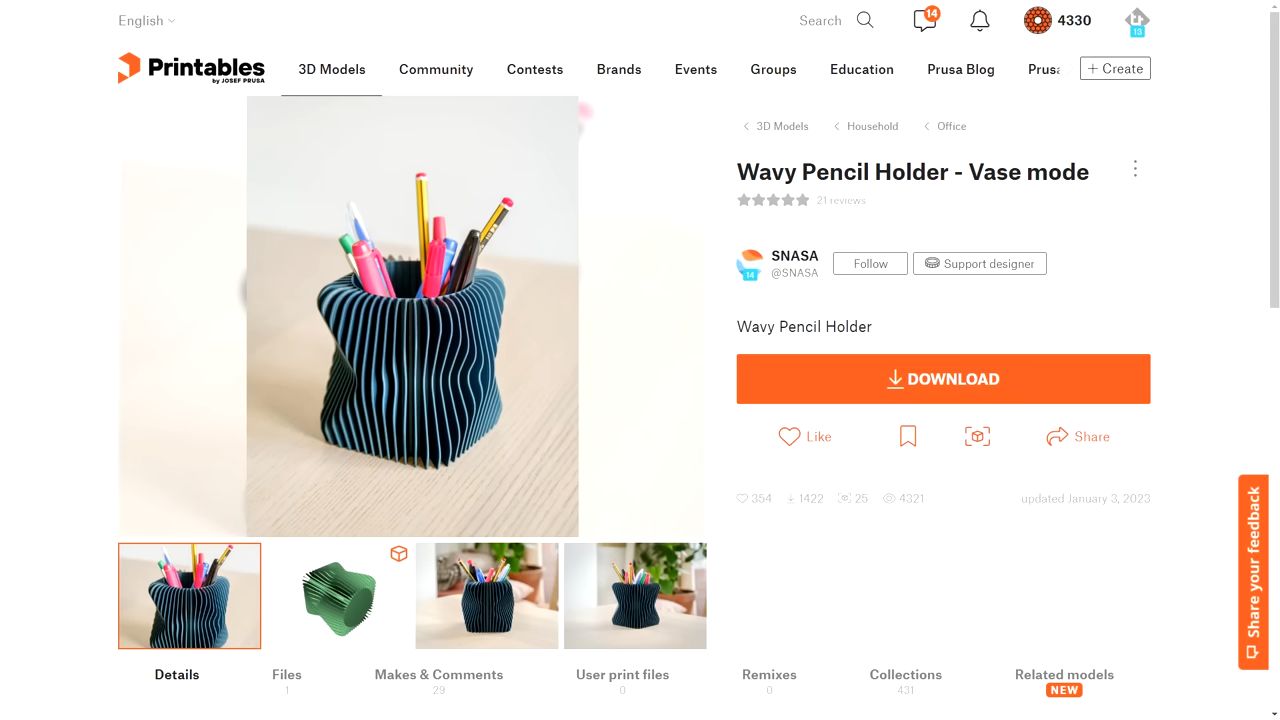 English
Search
14
4330
13
Printables
by JOSEF PRUSA
3D Models
Community
Contests
Brands
Events
Groups
Education
Prusa Blog
Prusa
+ Create
3D Models
Household
Office
Wavy Pencil Holder - Vase mode
21 reviews
SNASA
@SNASA
14
Follow
Support designer
Wavy Pencil Holder
DOWNLOAD
Like
Share
354
1422
25
4321
updated January 3, 2023
Share your feedback
Details
Files
1
Makes & Comments
29
User print files
0
Remixes
0
Collections
431
Related models
NEW